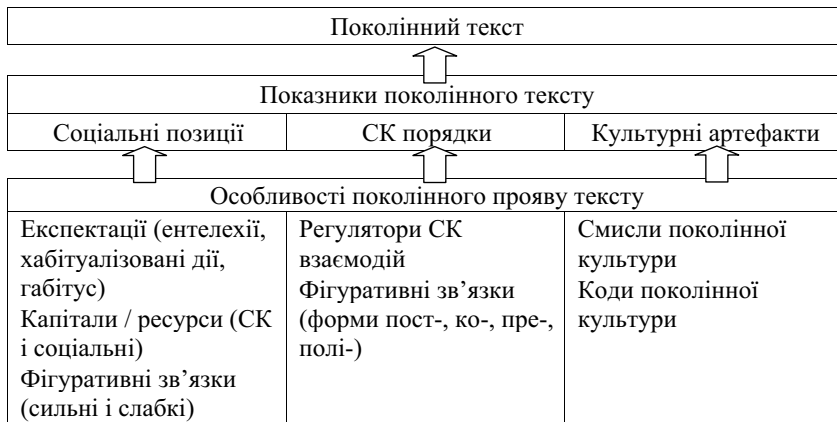 Поколінний текст
Показники поколінного тексту
Соціальні позиції
СК порядки
Культурні артефакти
Особливості поколінного прояву тексту
Експектації (ентелехії,
хабітуалізовані дії,
габітус)
Капітали / ресурси (СК
і соціальні)
Фігуративні зв’язки
(сильні і слабкі)
Регулятори СК
взаємодій
Фігуративні зв’язки
(форми пост-, ко-, пре-,
полі-)
Смисли поколінної
культури
Коди поколінної
культури